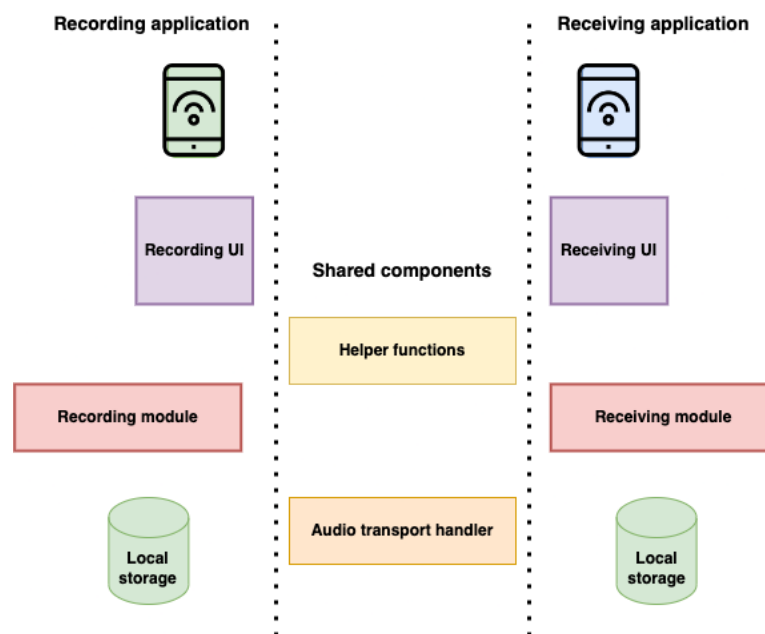 Recording application
Receiving application
Recording UI
Receiving UI
Shared components
Helper functions
Recording module
Receiving module
Audio transport handler
Local
storage
Local
storage